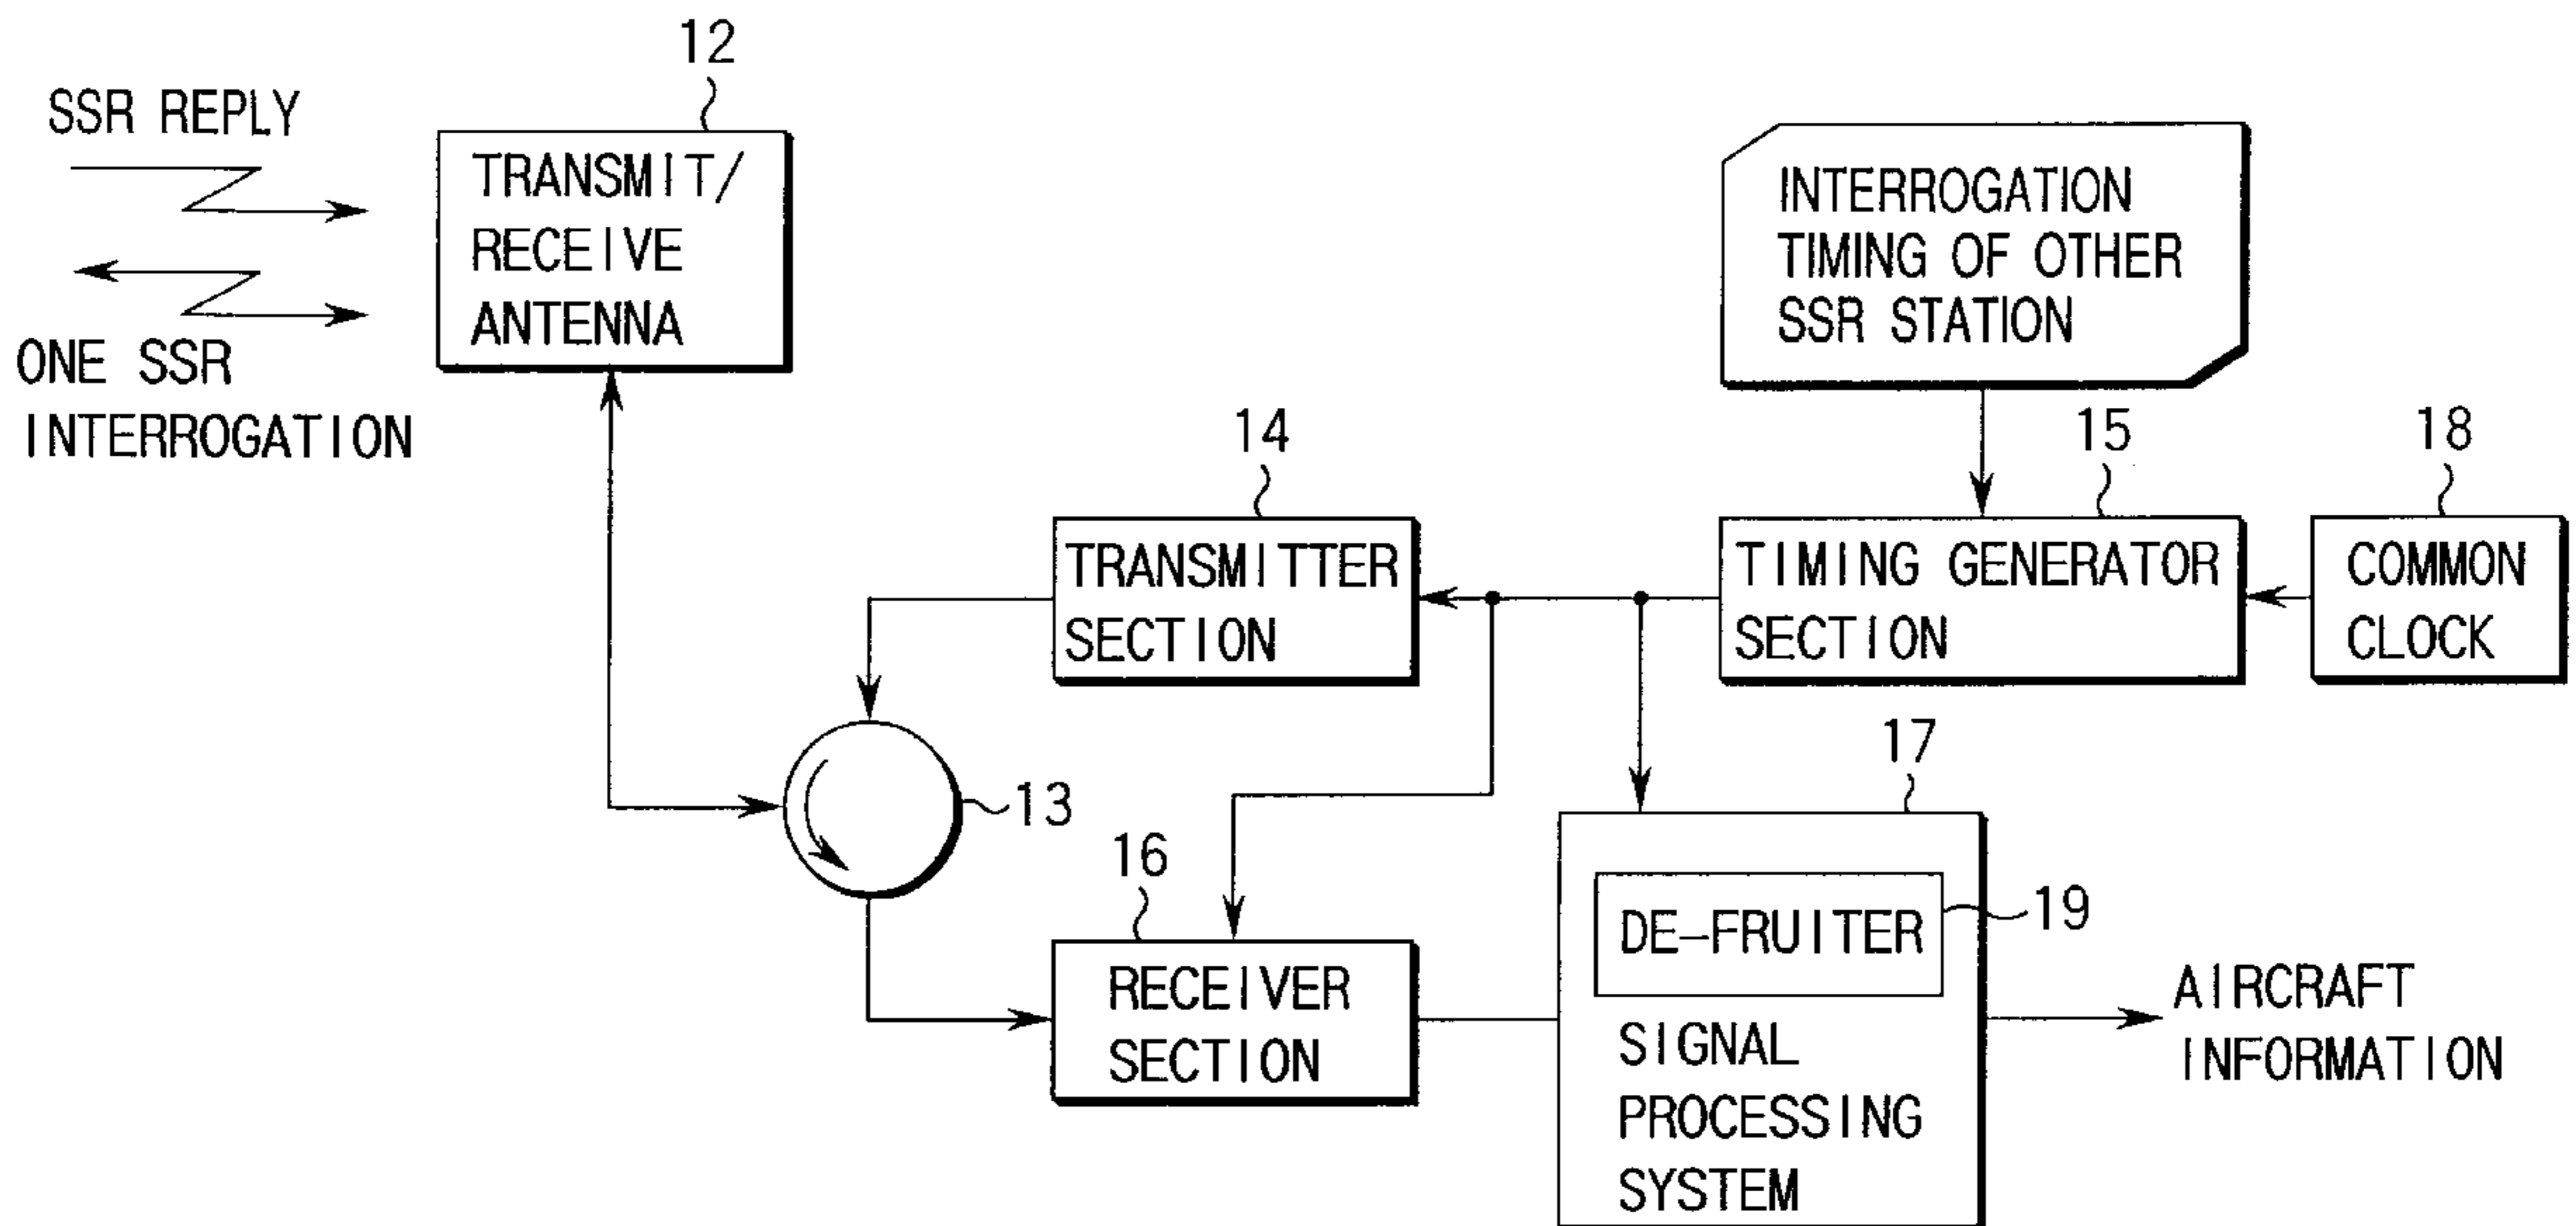 12
SSR REPLY
TRANSMIT/
RECEIVE
ANTENNA
ONE SSR
INTERROGATION
INTERROGATION
TIMING OF OTHER
SSR STATION
14
15
18
TRANSMITTER
SECTION
TIMING GENERATOR
SECTION
COMMON
CLOCK
13
17
16
DE-FRUITER
19
RECEIVER
SECTION
SIGNAL
PROCESSING
SYSTEM
AIRCRAFT
INFORMATION